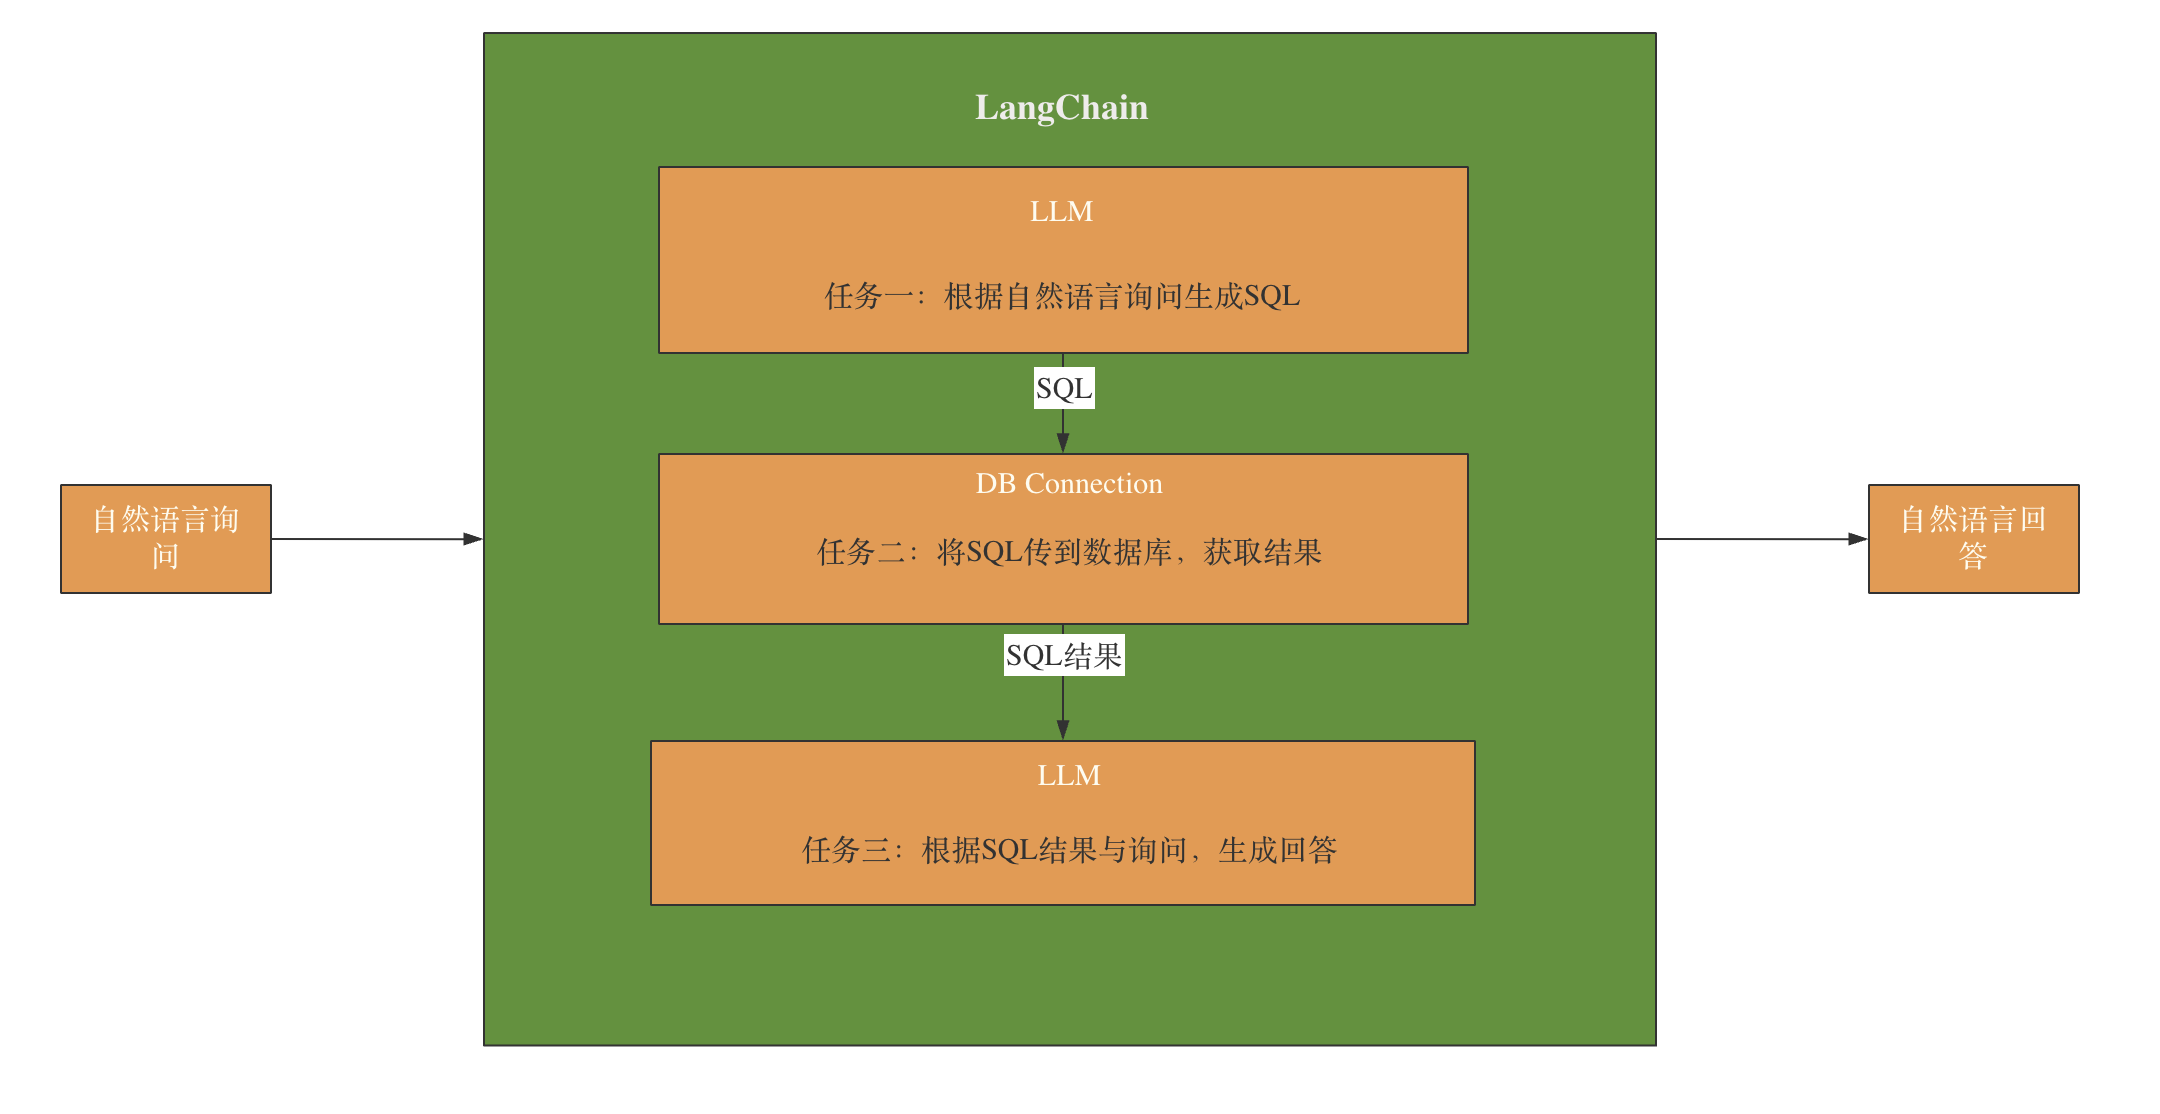 LangChain
LLM
任务一：根据自然语言询问生成SQL
SQL
DB Connection
任务二：将SQL传到数据库，获取结果
SQL结果
LLM
任务三：根据SQL结果与询问，生成回答
自然语言询
问
自然语言回
答